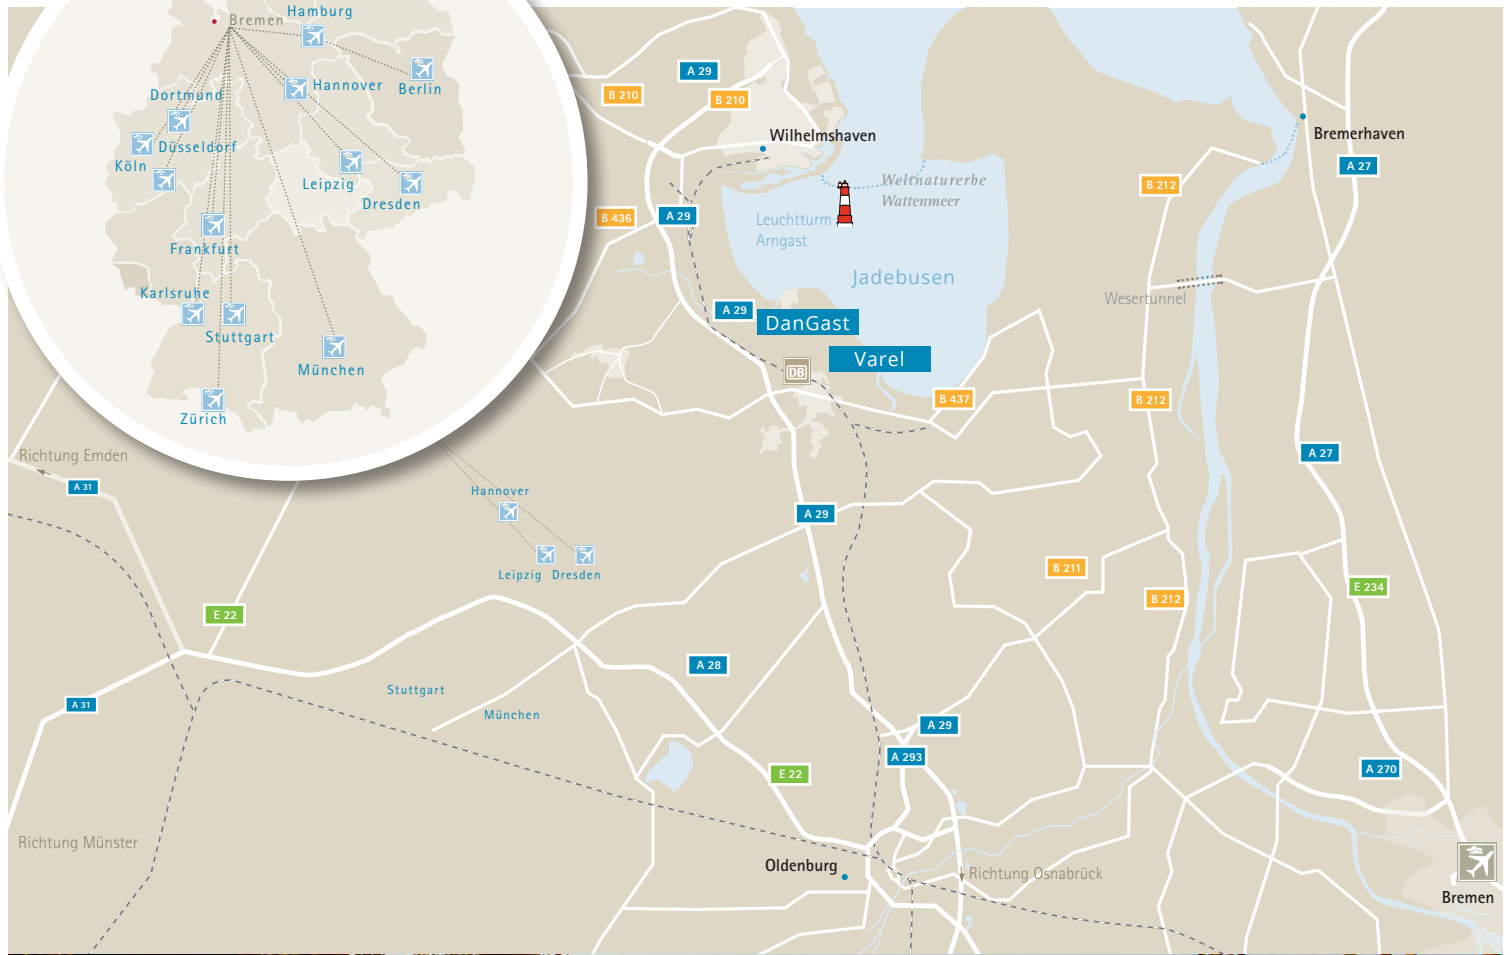 Hamburg
Bremen
Hannover
Berlin
Dortmund
Düsseldorf
Köln
Leipzig
Dresden
Frankfurt
Karlsruhe
Stuttgart
München
Zürich
A 29
B 210
B 210
Wilhelmshaven
Bremerhaven
A 27
B 212
Weltnaturerbe
Wattenmeer
B 436
A 29
Leuchtturm
Arngast
Jadebusen
Wesertunnel
A 29
DanGast
Varel
DB
B 437
B 212
Richtung Emden
A 31
A 27
Hannover
A 29
Leipzig
Dresden
B 211
B 212
E 234
E 22
A 28
Stuttgart
München
A 31
A 29
A 293
E 22
A 270
Richtung Münster
Oldenburg
Richtung Osnabrück
Bremen